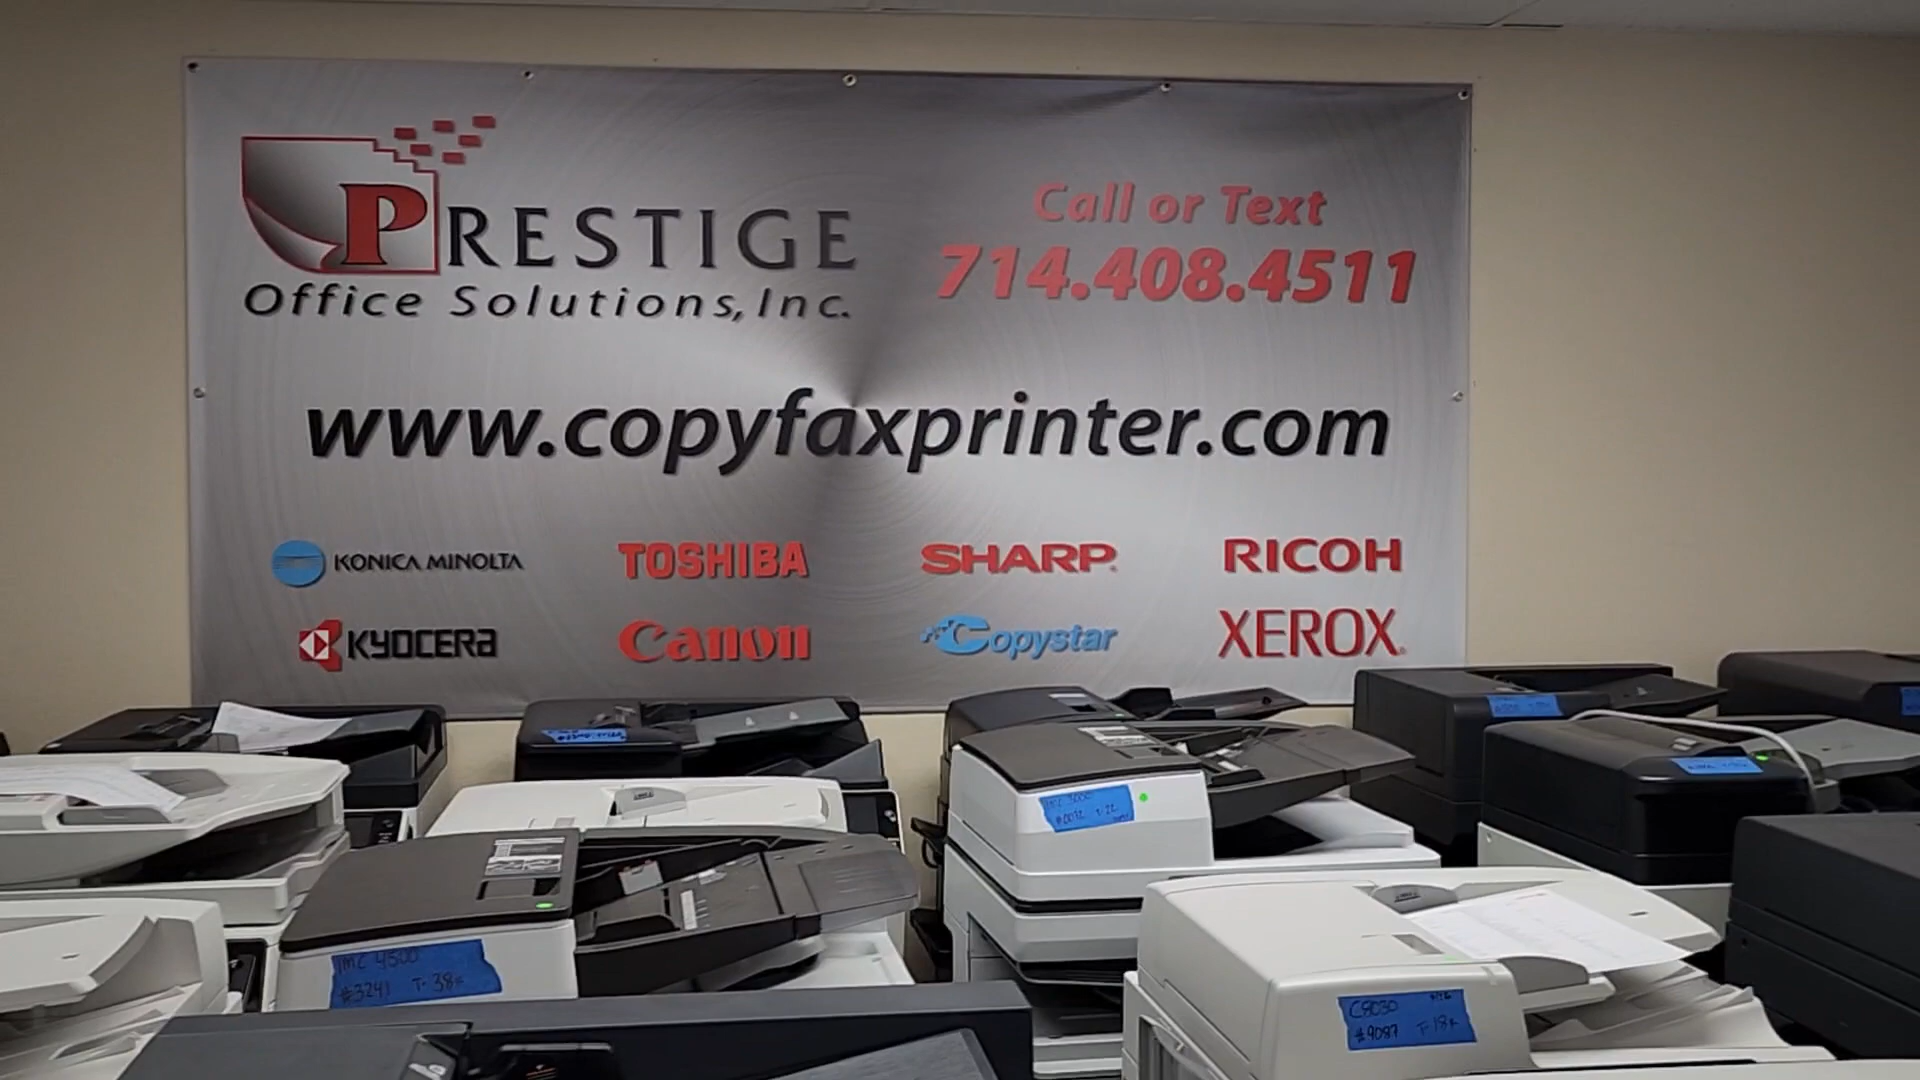 PRESTIGE
Office Solutions, Inc.
Call or Text
714.408.4511
www.copyfaxprinter.com
KONICA MINOLTA
TOSHIBA
SHARP
RICOH
KYOCERA
Canon
Copystar
XEROX
IMC 4500
#3241 T-38K
C8030
#9087 T-18K